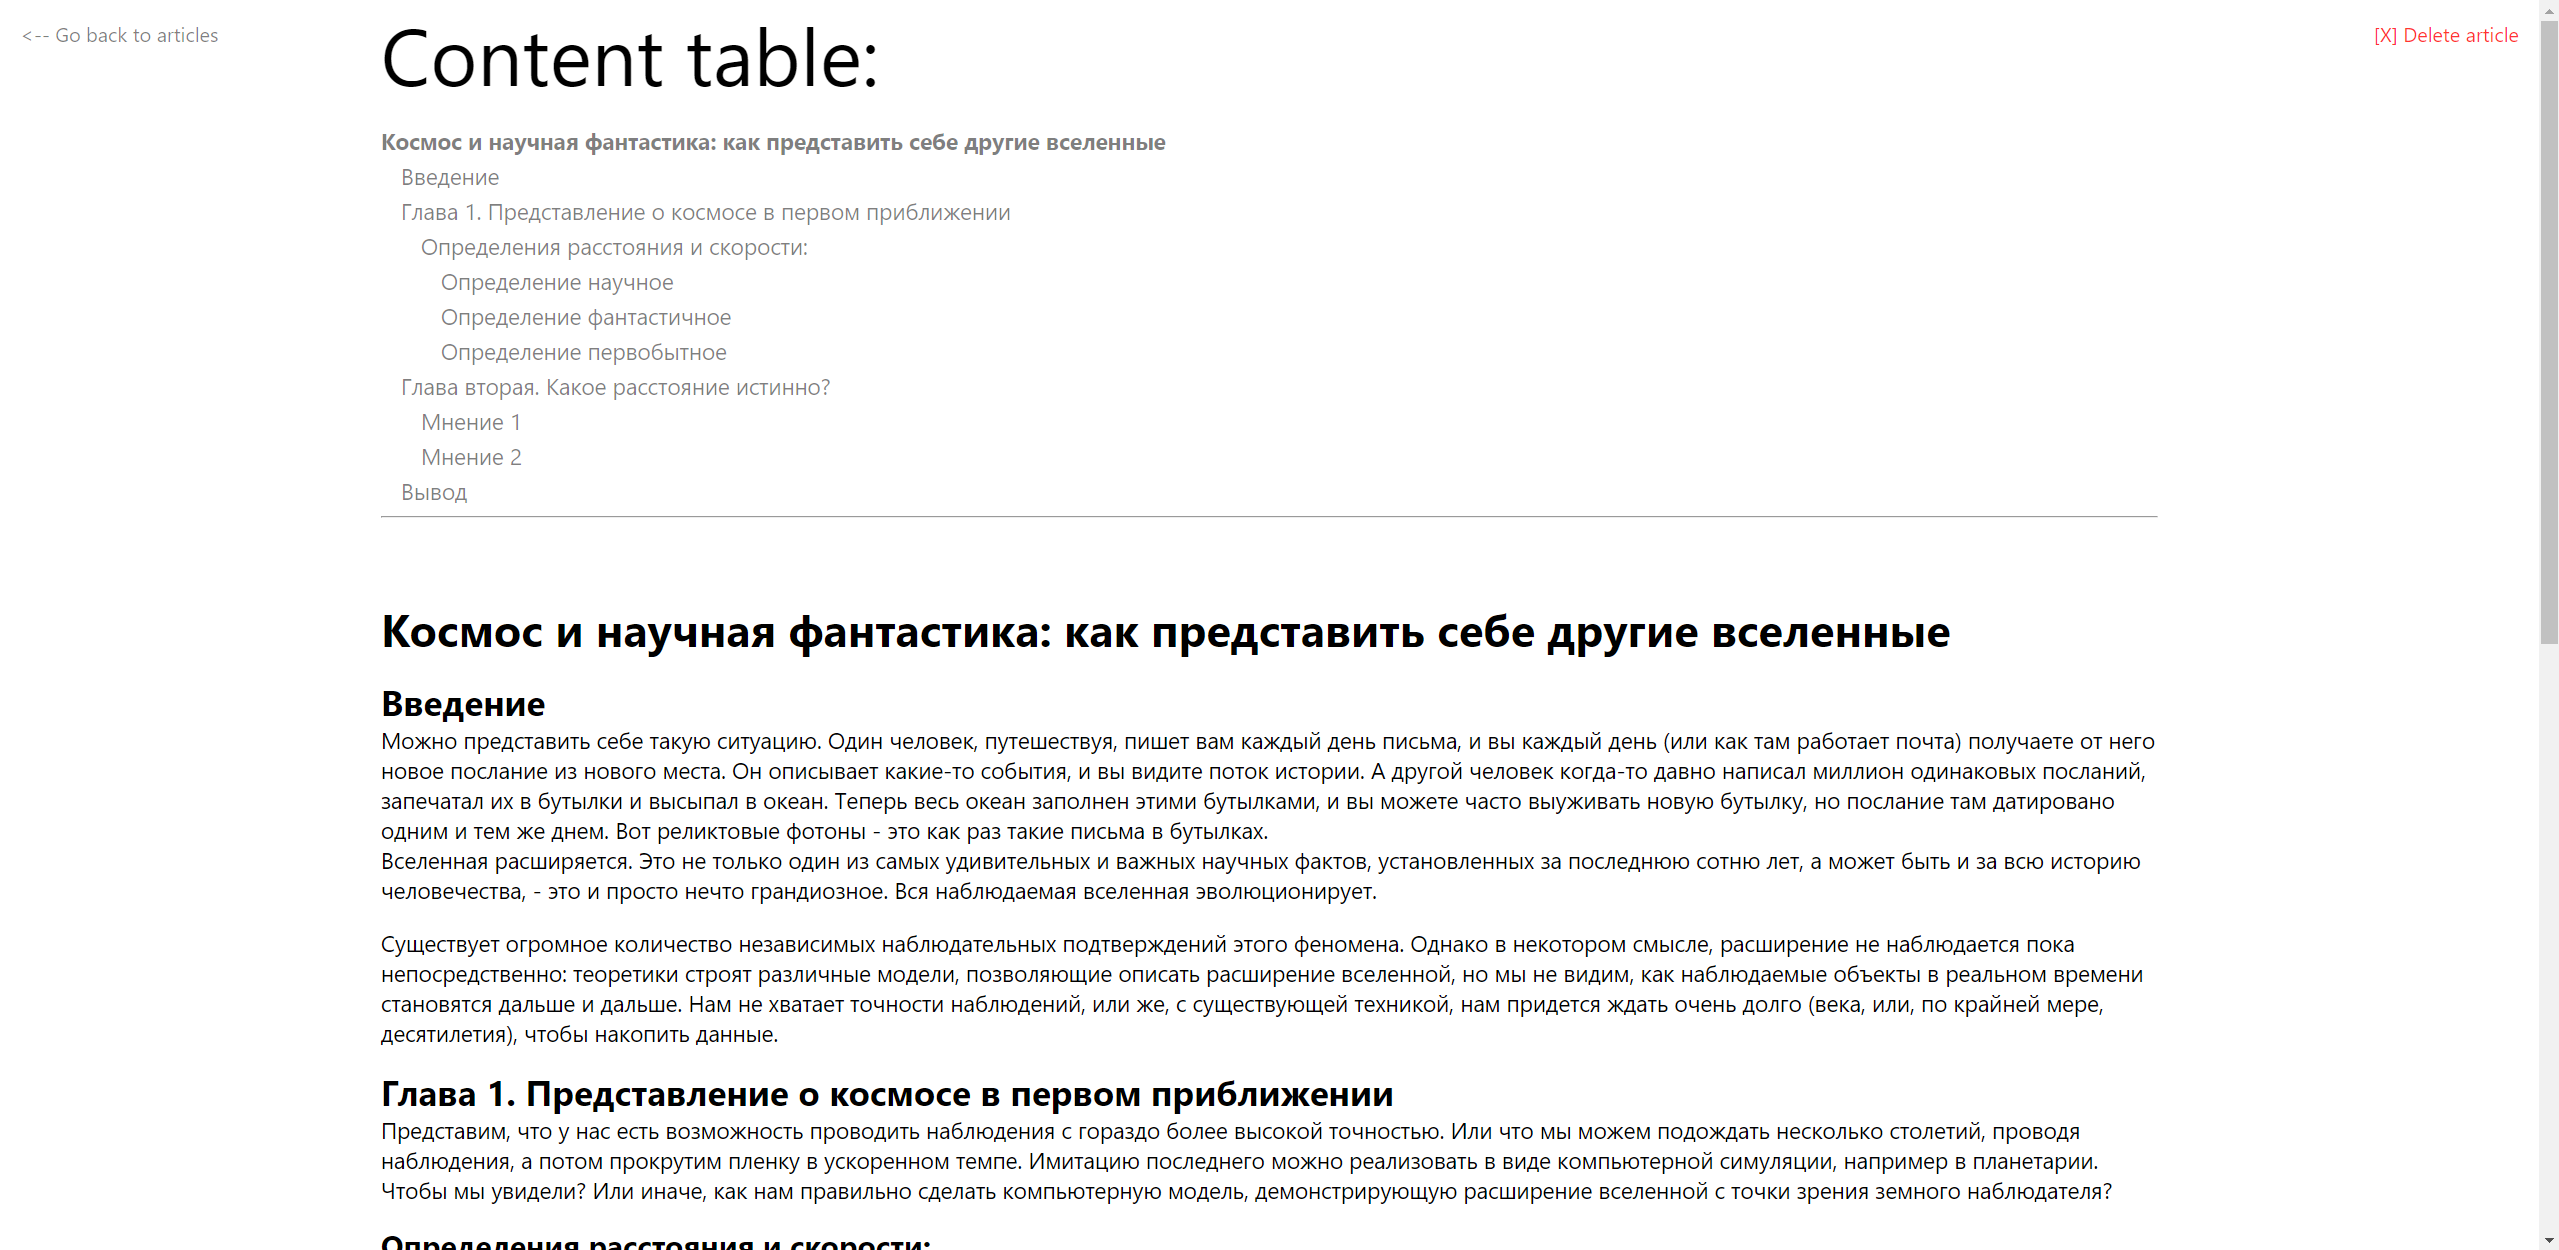 <-- Go back to articles
[X] Delete article
Content table:
Космос и научная фантастика: как представить себе другие вселенные
Введение
Глава 1. Представление о космосе в первом приближении
Определения расстояния и скорости:
Определение научное
Определение фантастичное
Определение первобытное
Глава вторая. Какое расстояние истинно?
Мнение 1
Мнение 2
Вывод
Космос и научная фантастика: как представить себе другие вселенные
Введение
Можно представить себе такую ситуацию. Один человек, путешествуя, пишет вам каждый день письма, и вы каждый день (или как там работает почта) получаете от него
новое послание из нового места. Он описывает какие-то события, и вы видите поток истории. А другой человек когда-то давно написал миллион одинаковых посланий,
запечатал их в бутылки и высыпал в океан. Теперь весь океан заполнен этими бутылками, и вы можете часто выуживать новую бутылку, но послание там датировано
одним и тем же днем. Вот реликтовые фотоны - это как раз такие письма в бутылках.
Вселенная расширяется. Это не только один из самых удивительных и важных научных фактов, установленных за последнюю сотню лет, а может быть и за всю историю
человечества, - это и просто нечто грандиозное. Вся наблюдаемая вселенная эволюционирует.
Существует огромное количество независимых наблюдательных подтверждений этого феномена. Однако в некотором смысле, расширение не наблюдается пока
непосредственно: теоретики строят различные модели, позволяющие описать расширение вселенной, но мы не видим, как наблюдаемые объекты в реальном времени
становятся дальше и дальше. Нам не хватает точности наблюдений, или же, с существующей техникой, нам придется ждать очень долго (века, или, по крайней мере,
десятилетия), чтобы накопить данные.
Глава 1. Представление о космосе в первом приближении
Представим, что у нас есть возможность проводить наблюдения с гораздо более высокой точностью. Или что мы можем подождать несколько столетий, проводя
наблюдения, а потом прокрутим пленку в ускоренном темпе. Имитацию последнего можно реализовать в виде компьютерной симуляции, например в планетарии.
Чтобы мы увидели? Или иначе, как нам правильно сделать компьютерную модель, демонстрирующую расширение вселенной с точки зрения земного наблюдателя?
Определения расстояния и скорости: